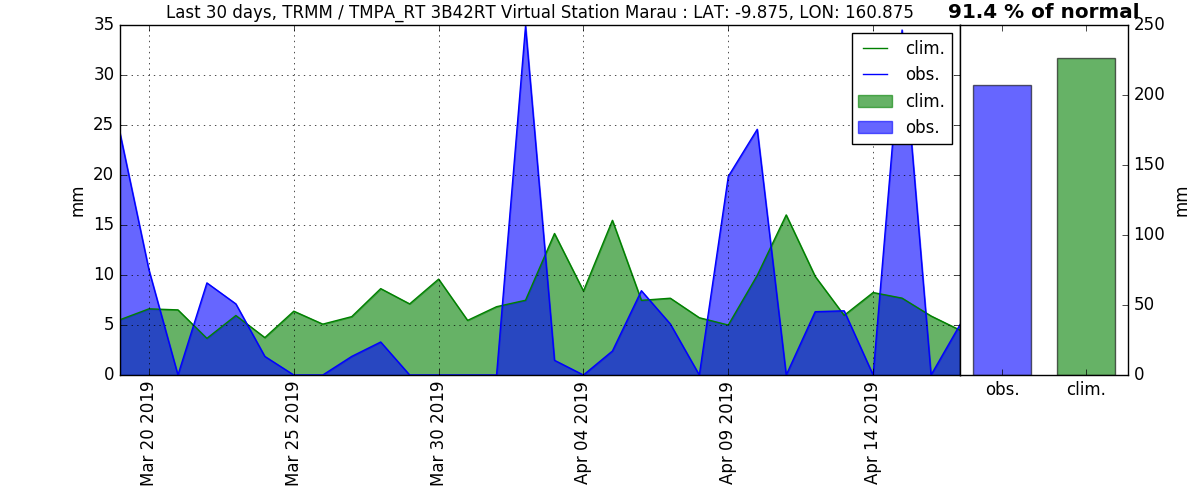 Last 30 days, TRMM / TMPA_RT 3B42RT Virtual Station Marau : LAT: -9.875, LON: 160.875
91.4 % of normal
35
30
25
20
15
10
5
0
mm
Mar 20 2019
Mar 25 2019
Mar 30 2019
Apr 04 2019
Apr 09 2019
Apr 14 2019
clim.
obs.
clim.
obs.
250
200
150
100
50
0
mm
obs.
clim.